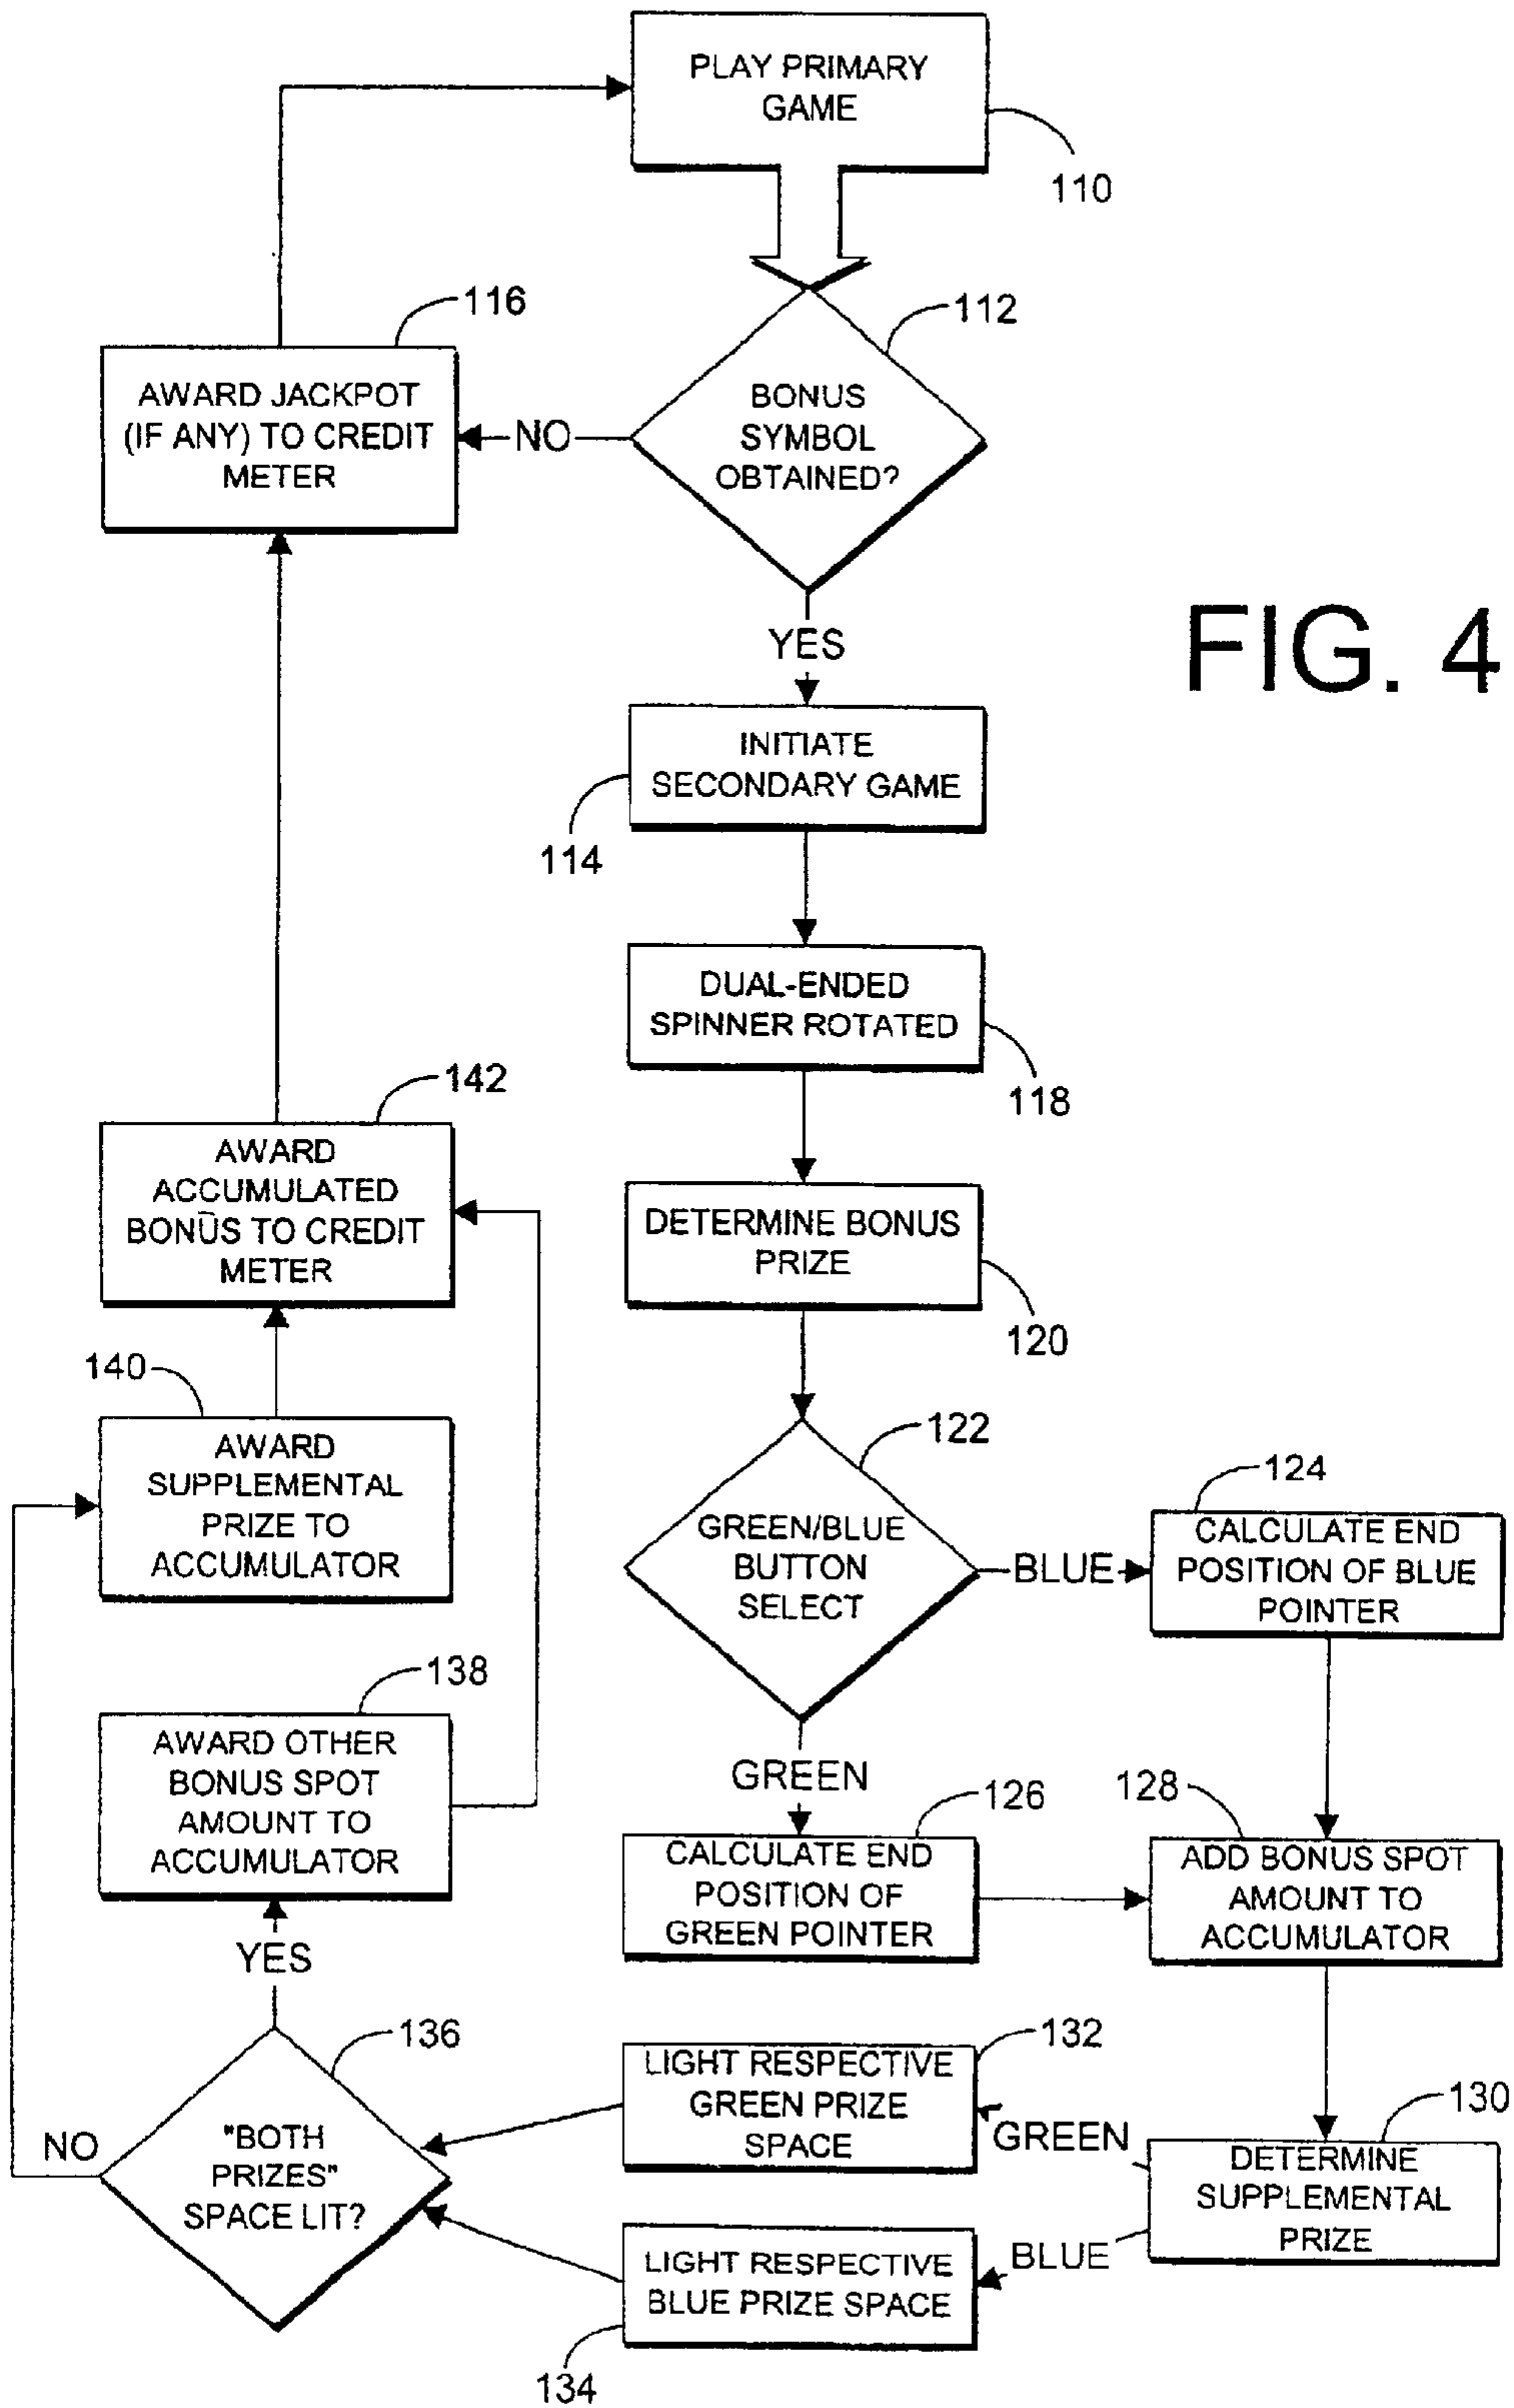 PLAY PRIMARY
GAME
110
116
112
AWARD JACKPOT
(IF ANY) TO CREDIT
METER
NO
BONUS
SYMBOL
OBTAINED?
FIG. 4
YES
INITIATE
SECONDARY GAME
114
DUAL-ENDED
SPINNER ROTATED
118
142
AWARD
ACCUMULATED
BONUS TO CREDIT
METER
DETERMINE BONUS
PRIZE
120
140
AWARD
SUPPLEMENTAL
PRIZE TO
ACCUMULATOR
122
GREEN/BLUE
BUTTON
SELECT
BLUE
124
CALCULATE END
POSITION OF BLUE
POINTER
138
AWARD OTHER
BONUS SPOT
AMOUNT TO
ACCUMULATOR
GREEN
126
CALCULATE END
POSITION OF
GREEN POINTER
128
ADD BONUS SPOT
AMOUNT TO
ACCUMULATOR
YES
136
"BOTH
PRIZES"
SPACE LIT?
NO
132
LIGHT RESPECTIVE
GREEN PRIZE
SPACE
GREEN
130
DETERMINE
SUPPLEMENTAL
PRIZE
BLUE
LIGHT RESPECTIVE
BLUE PRIZE SPACE
134